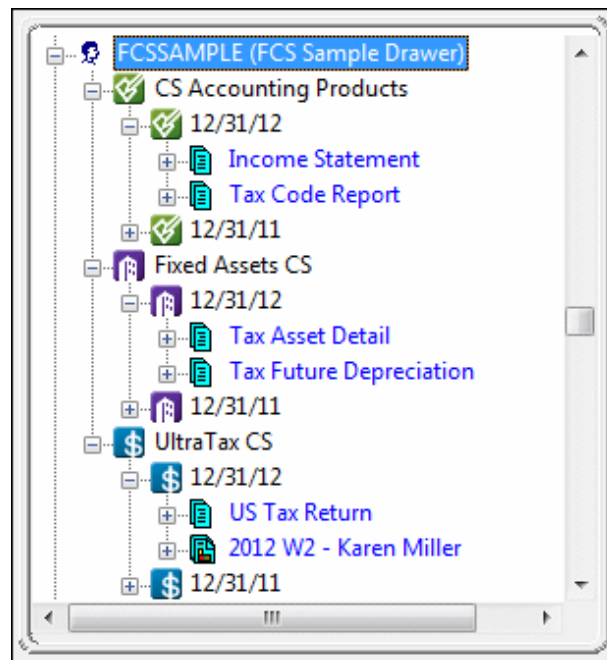 FCSSAMPLE (FCS Sample Drawer)
CS Accounting Products
12/31/12
Income Statement
Tax Code Report
12/31/11
Fixed Assets CS
12/31/12
Tax Asset Detail
Tax Future Depreciation
12/31/11
UltraTax CS
12/31/12
US Tax Return
2012 W2 - Karen Miller
12/31/11